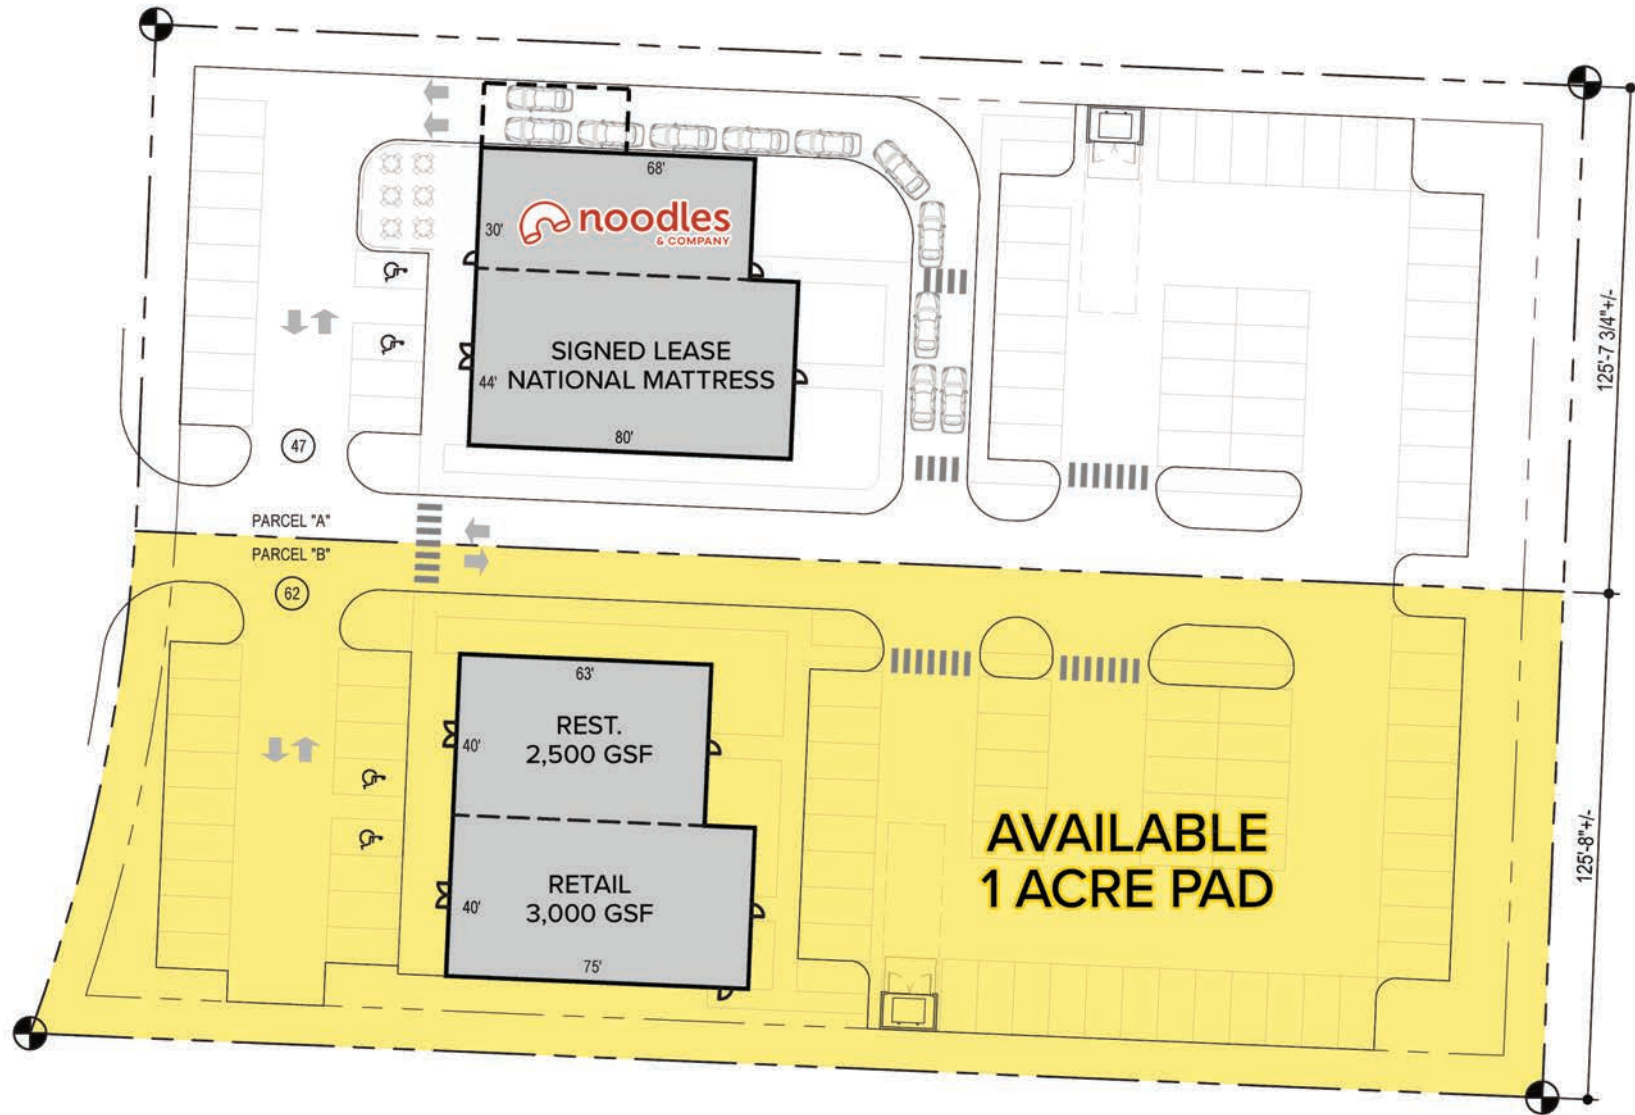 68'
30'
noodles
& COMPANY
SIGNED LEASE
NATIONAL MATTRESS
44'
80'
47
125'-7 3/4"+/-
PARCEL "A"
PARCEL "B"
62
63'
REST.
2,500 GSF
40'
RETAIL
3,000 GSF
40'
75'
AVAILABLE
1 ACRE PAD
125'-8"+/-